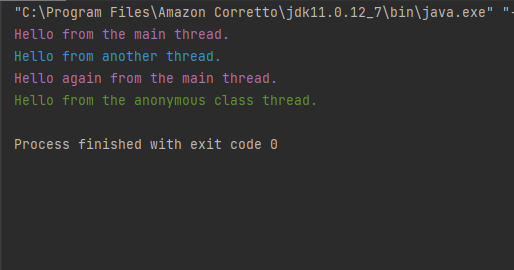 "C:\Program Files\Amazon Corretto\jdk11.0.12_7\bin\java.exe" "-
Hello from the main thread.
Hello from another thread.
Hello again from the main thread.
Hello from the anonymous class thread.
Process finished with exit code 0